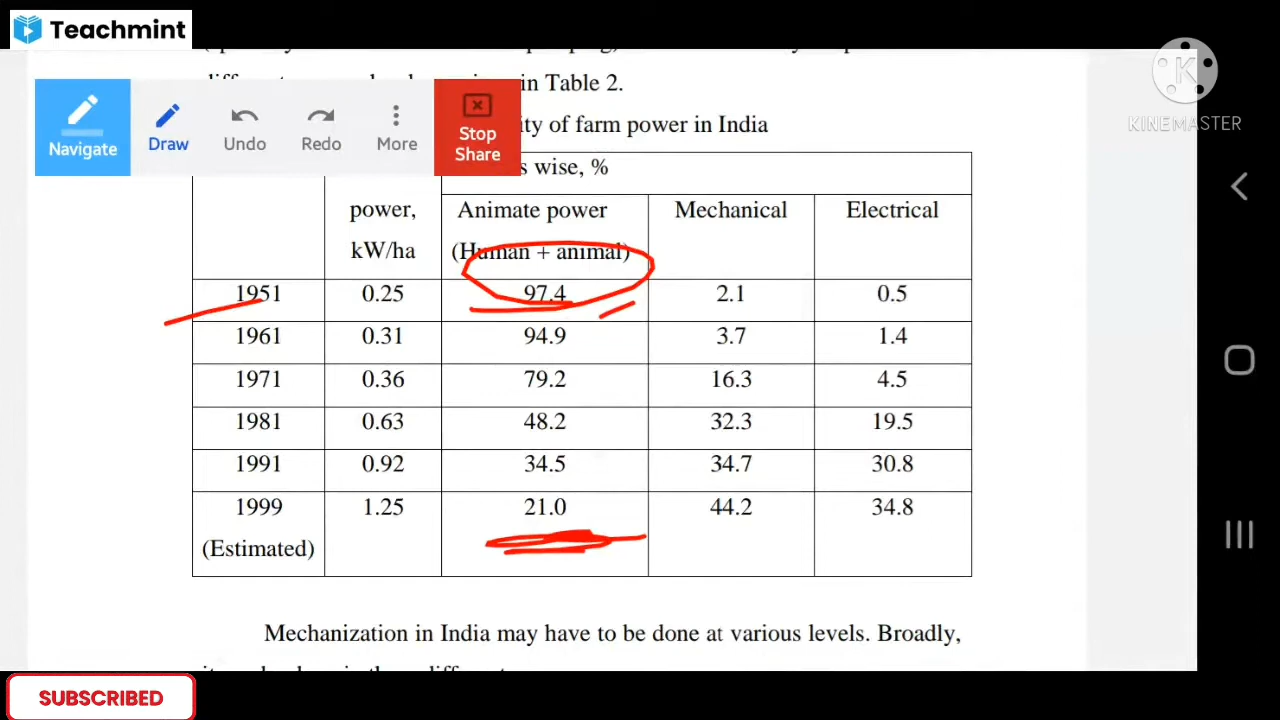 Teachmint
in Table 2.
Navigate
Draw
Undo
Redo
More
Stop
Share
ity of farm power in India
s wise, %
power,
kW/ha
Animate power
(Human + animal)
Mechanical
Electrical
1951 0.25 97.4 2.1 0.5
1961 0.31 94.9 3.7 1.4
1971 0.36 79.2 16.3 4.5
1981 0.63 48.2 32.3 19.5
1991 0.92 34.5 34.7 30.8
1999 1.25 21.0 44.2 34.8
(Estimated)
Mechanization in India may have to be done at various levels. Broadly,
K
KINEMASTER
SUBSCRIBED